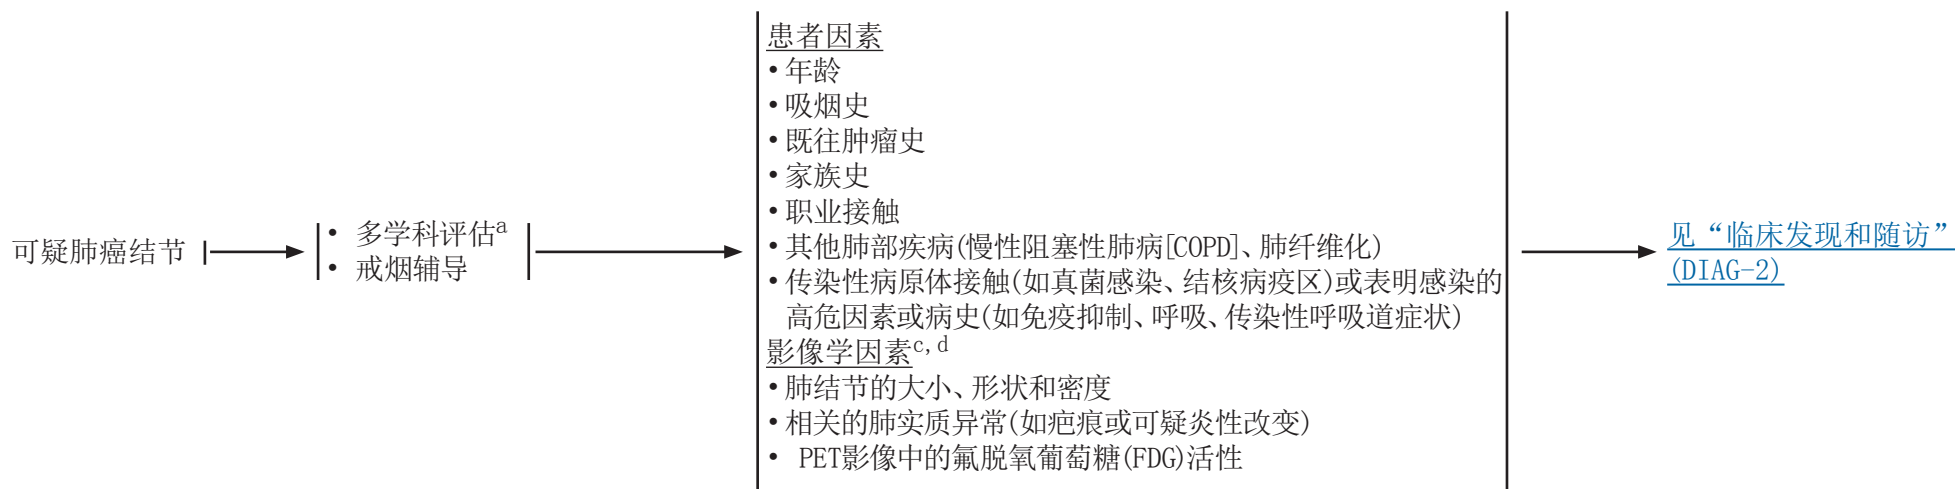 可疑肺癌结节
• 多学科评估a
• 戒烟辅导
患者因素
• 年龄
• 吸烟史
• 既往肿瘤史
• 家族史
• 职业接触
• 其他肺部疾病(慢性阻塞性肺病[COPD]、肺纤维化)
• 传染性病原体接触(如真菌感染、结核病疫区)或表明感染的
高危因素或病史(如免疫抑制、呼吸、传染性呼吸道症状)
影像学因素c,d
• 肺结节的大小、形状和密度
• 相关的肺实质异常(如疤痕或可疑炎性改变)
• PET影像中的氟脱氧葡萄糖(FDG)活性
见“临床发现和随访”
(DIAG-2)